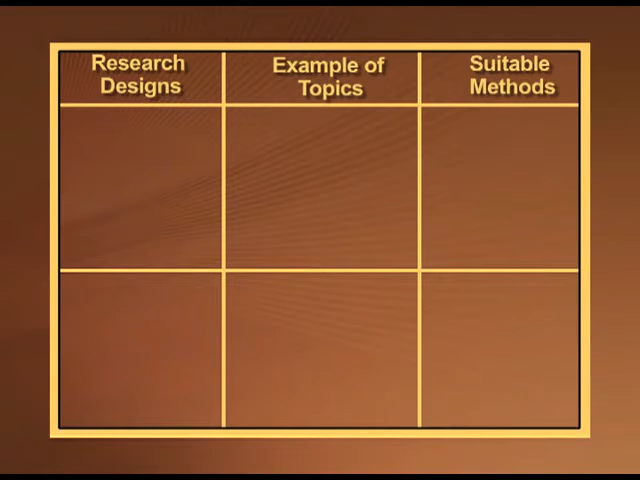 Research
Designs
Example of
Topics
Suitable
Methods